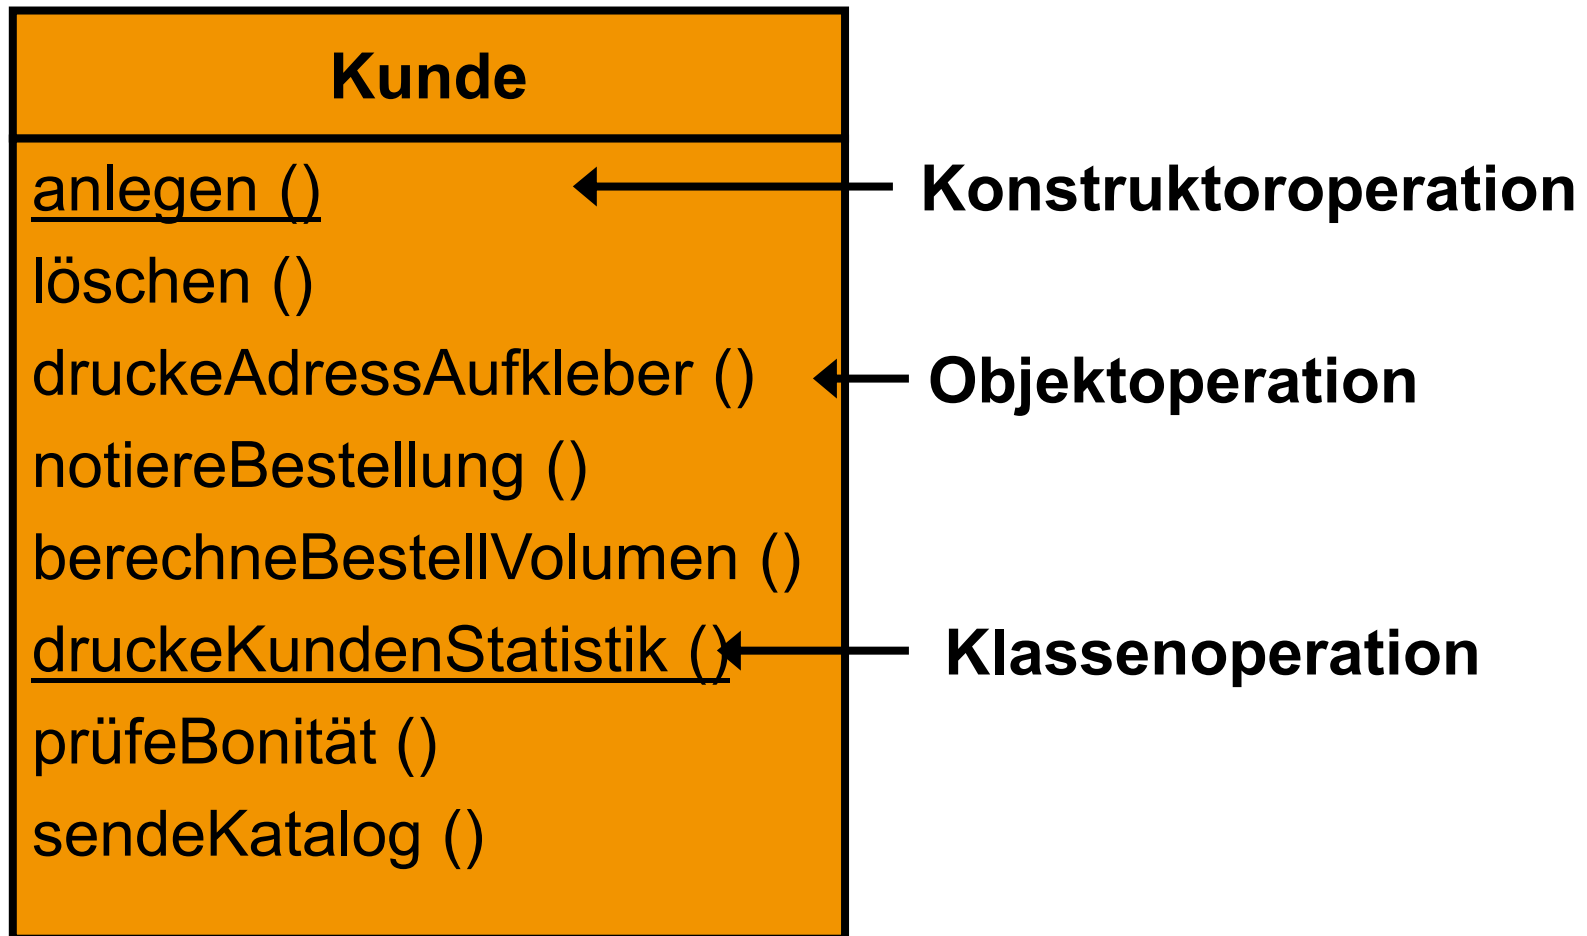 Kunde
anlegen ()
Konstruktoroperation
löschen ()
druckeAdressAufkleber ()
Objektoperation
notiereBestellung ()
berechneBestellVolumen ()
druckeKundenStatistik ()
Klassenoperation
prüfeBonität ()
sendeKatalog ()